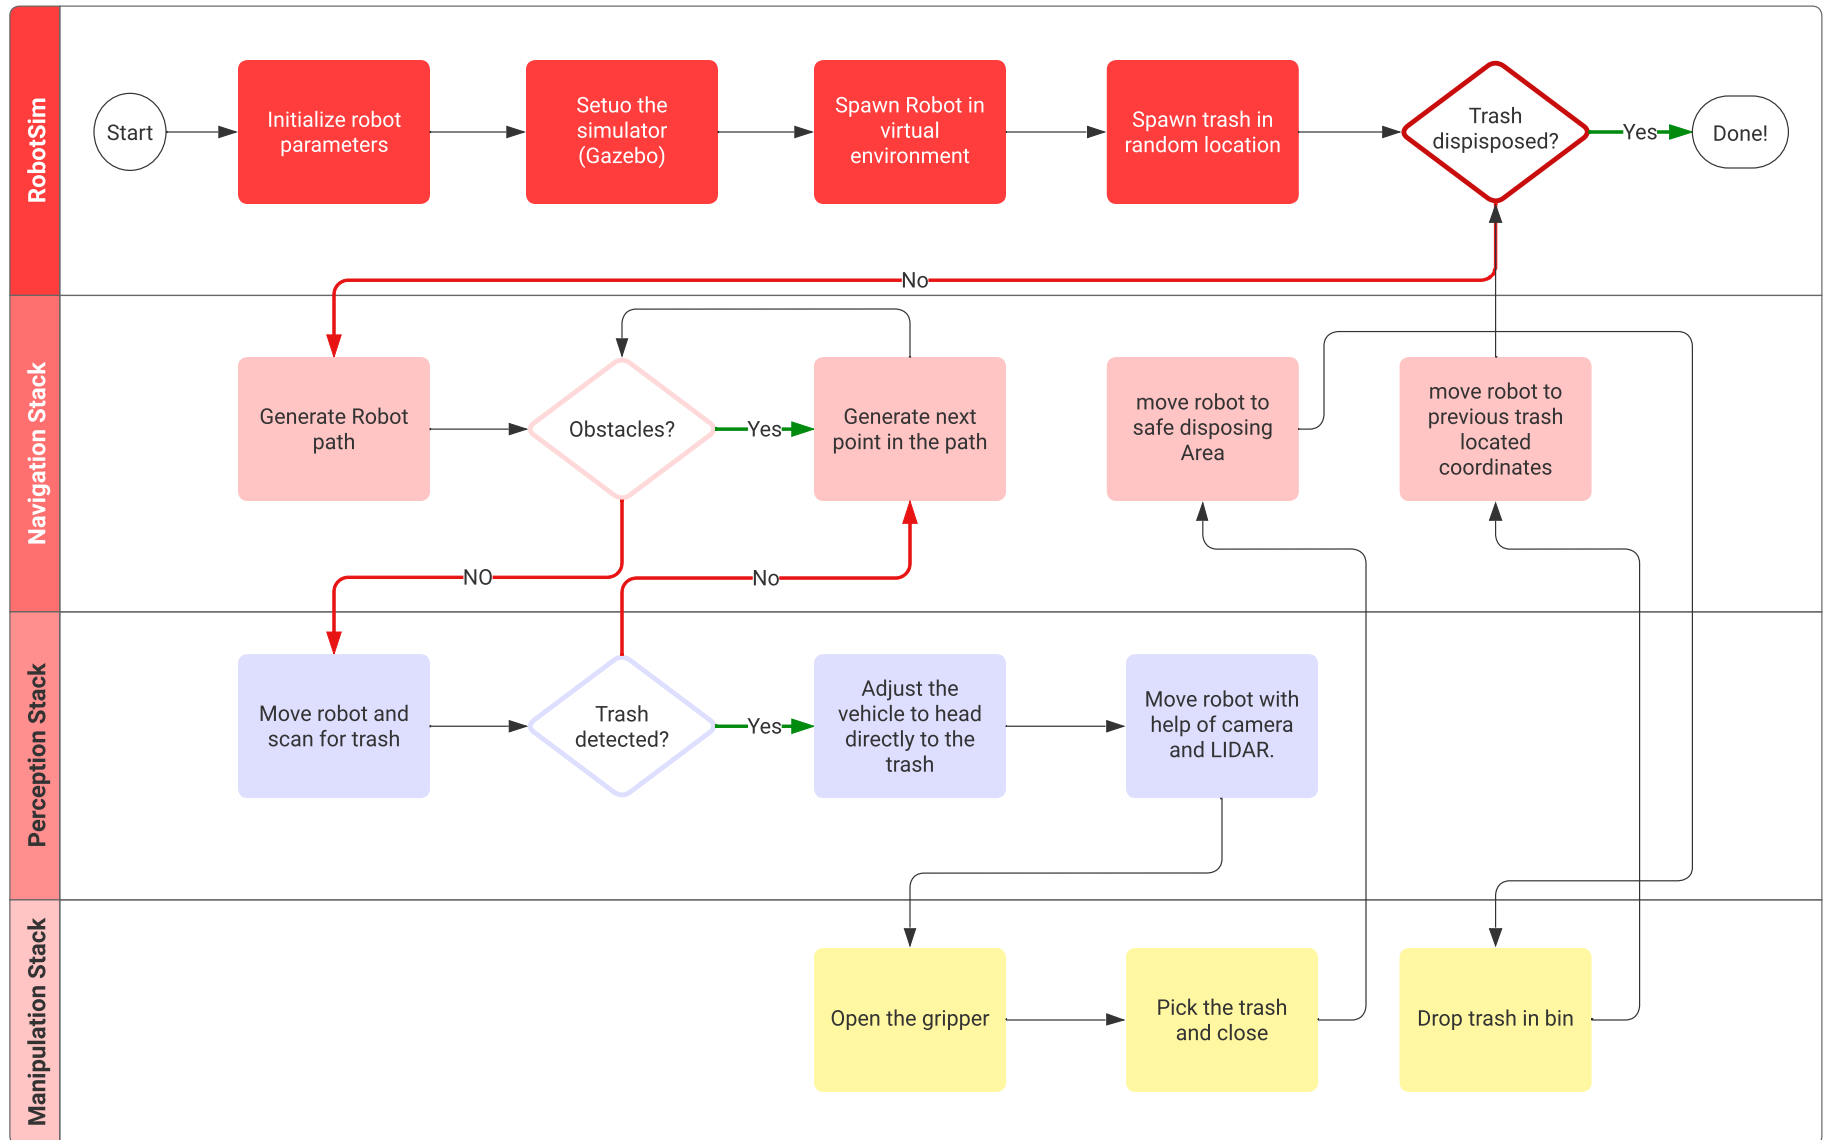 RobotSim
Start
Initialize robot
parameters
Setuo the
simulator
(Gazebo)
Spawn Robot in
virtual
environment
Spawn trash in
random location
Trash
dispisposed?
Yes
Done!
No
Navigation Stack
Generate Robot
path
Obstacles?
Yes
Generate next
point in the path
move robot to
safe disposing
Area
move robot to
previous trash
located
coordinates
NO
No
Perception Stack
Move robot and
scan for trash
Trash
detected?
Yes
Adjust the
vehicle to head
directly to the
trash
Move robot with
help of camera
and LIDAR.
Manipulation Stack
Open the gripper
Pick the trash
and close
Drop trash in bin